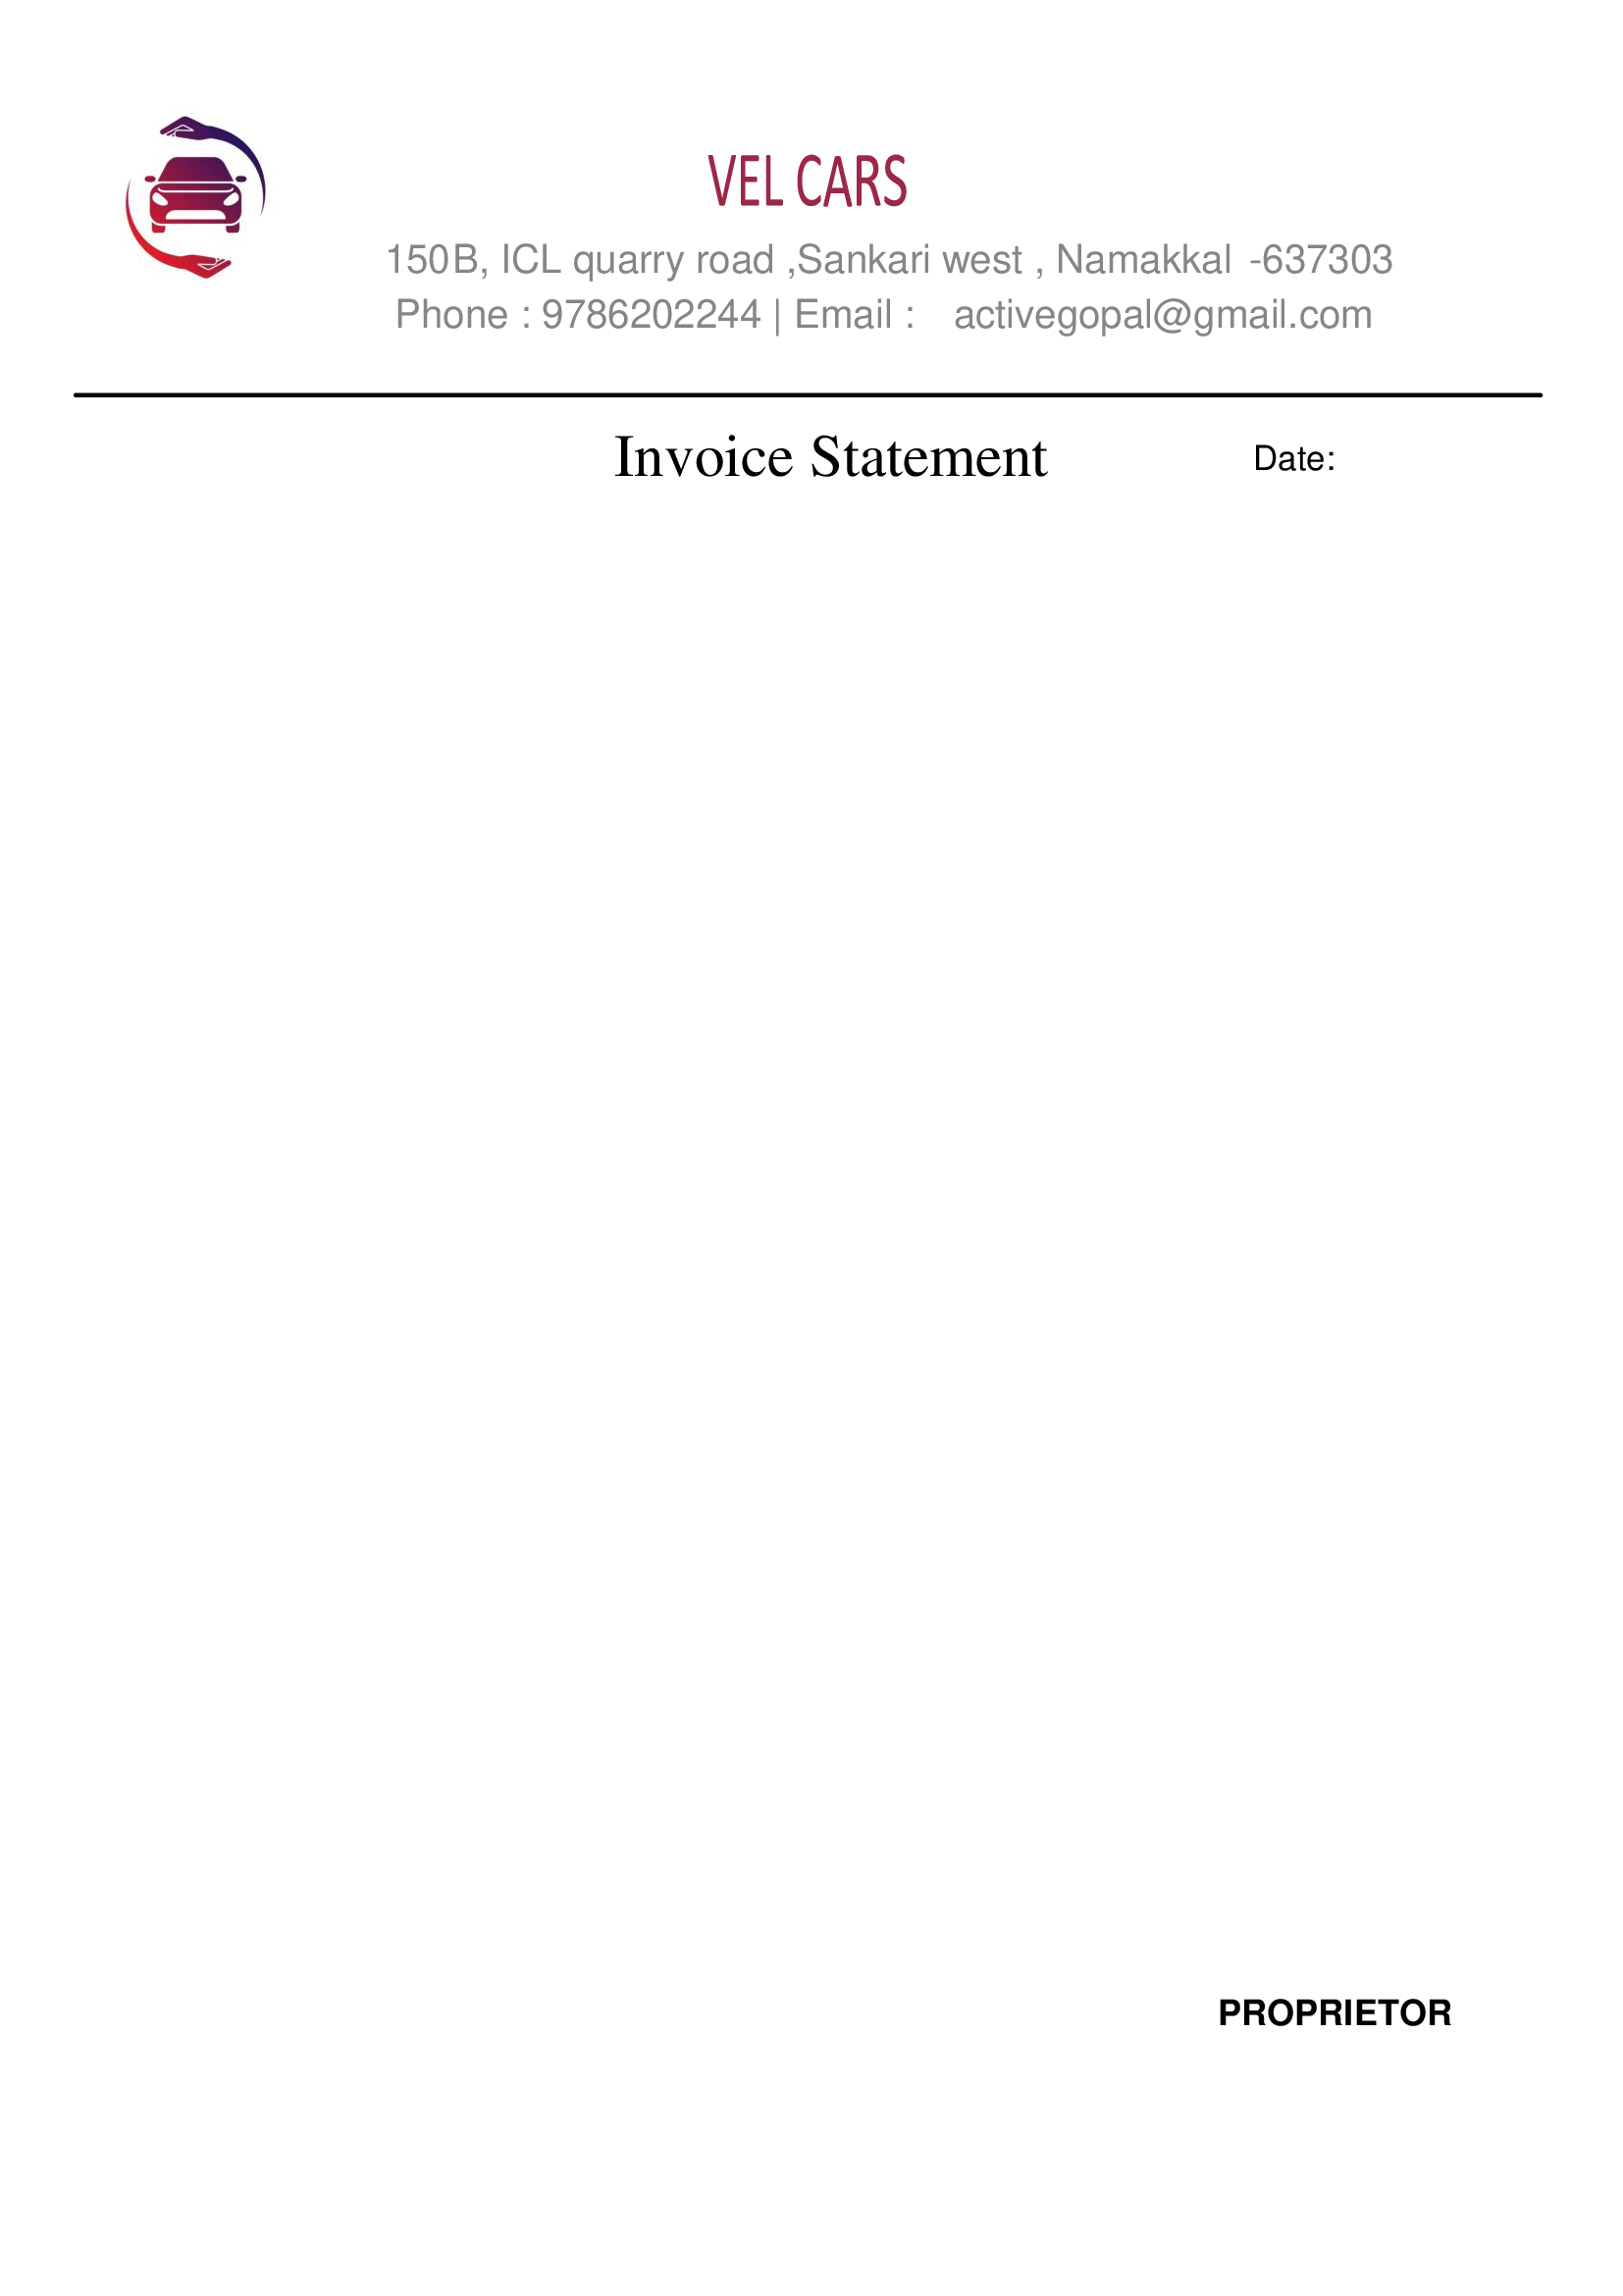 VEL CARS
150B, ICL quarry road ,Sankari west , Namakkal -637303
Phone : 9786202244 | Email : activegopal@gmail.com
Invoice Statement Date:
PROPRIETOR